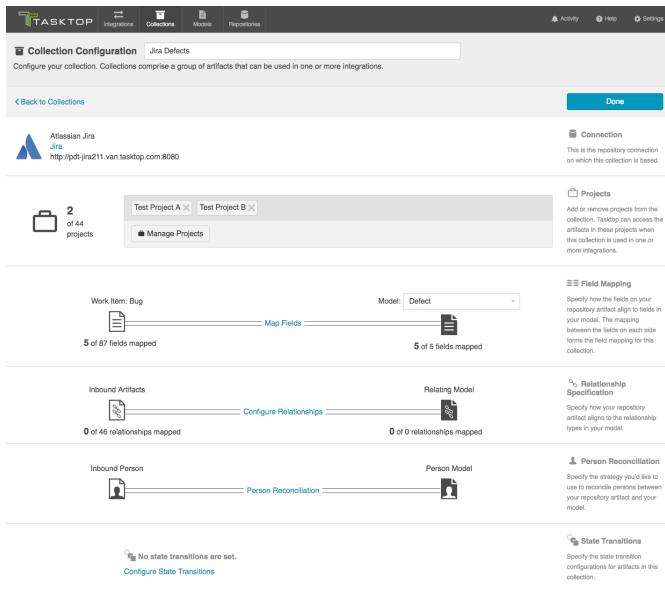 TASKTOP
Integrations
Collections
Models
Repositories
Activity
Help
Settings
Collection Configuration
Jira Defects
Configure your collection. Collections comprise a group of artifacts that can be used in one or more integrations.
Back to Collections
Done
Atlassian Jira
Jira
http://pdt-jira211.van.tasktop.com:8080
Connection
This is the repository connection
on which this collection is based.
2
of 44
projects
Test Project A
Test Project B
Manage Projects
Projects
Add or remove projects from the
collection. Tasktop can access the
artifacts in these projects when
this collection is used in one or
more integrations.
Work Item: Bug
Map Fields
Model: Defect
5 of 87 fields mapped
5 of 5 fields mapped
Field Mapping
Specify how the fields on your
repository artifact align to fields in
your model. The mapping
between the fields on each side
forms the field mapping for this
collection.
Inbound Artifacts
Configure Relationships
Relating Model
0 of 46 relationships mapped
0 of 0 relationships mapped
Relationship
Specification
Specify how your repository
artifact aligns to the relationship
types in your model.
Inbound Person
Person Reconciliation
Person Model
Person Reconciliation
Specify the strategy you'd like to
use to reconcile persons between
your repository artifact and your
model.
No state transitions are set.
Configure State Transitions
State Transitions
Specify the state transition
configurations for artifacts in this
collection.